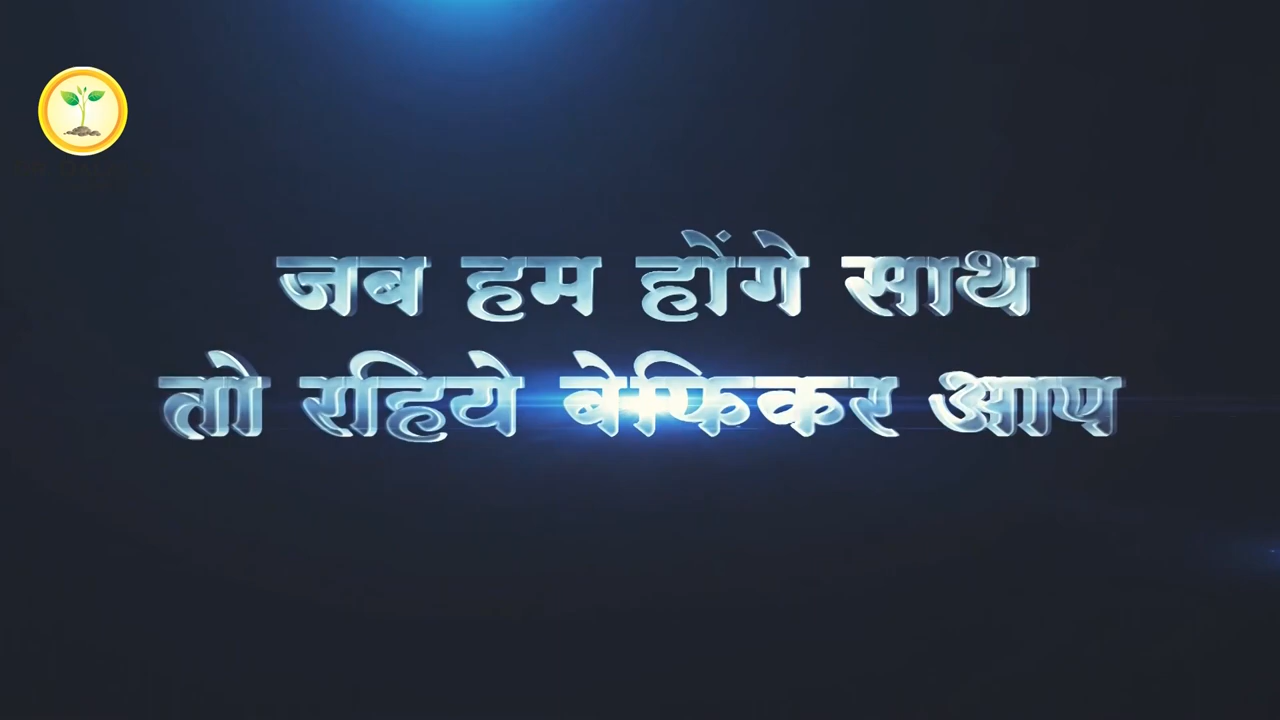 जब हम होंगे साथ
तो रहिये बेफिकर आप